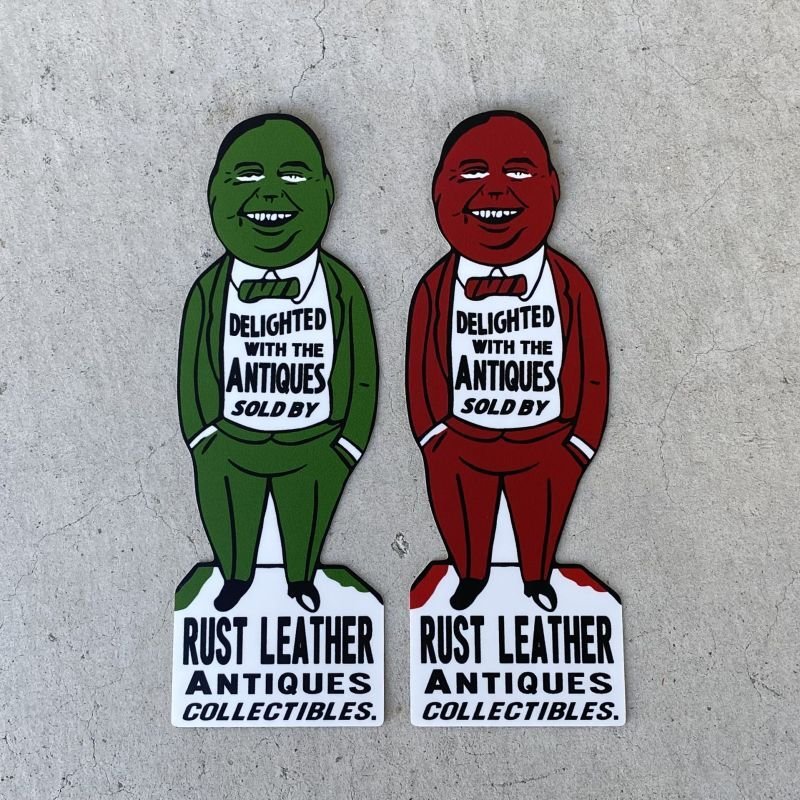 DELIGHTED
WITH THE
ANTIQUES
SOLD BY
RUST LEATHER
ANTIQUES
COLLECTIBLES.
DELIGHTED
WITH THE
ANTIQUES
SOLD BY
RUST LEATHER
ANTIQUES
COLLECTIBLES.